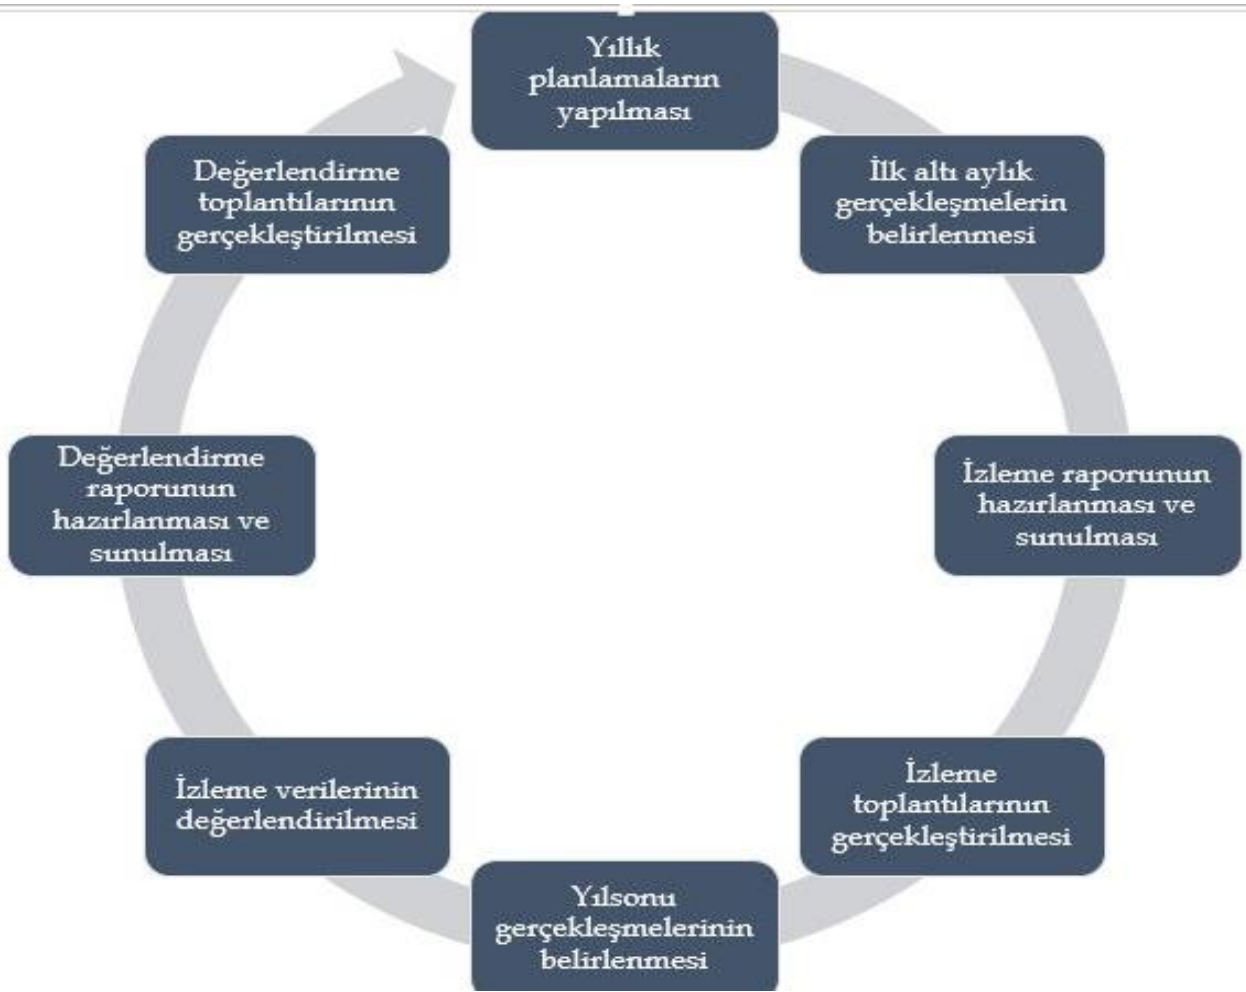 Yıllık
planlamaların
yapılması
İlk altı aylık
gerçekleşmelerin
belirlenmesi
İzleme raporunun
hazırlanması ve
sunulması
İzleme
toplantılarının
gerçekleştirilmesi
Yılsonu
gerçekleşmelerinin
belirlenmesi
İzleme verilerinin
değerlendirilmesi
Değerlendirme
raporunun
hazırlanması ve
sunulması
Değerlendirme
toplantılarının
gerçekleştirilmesi